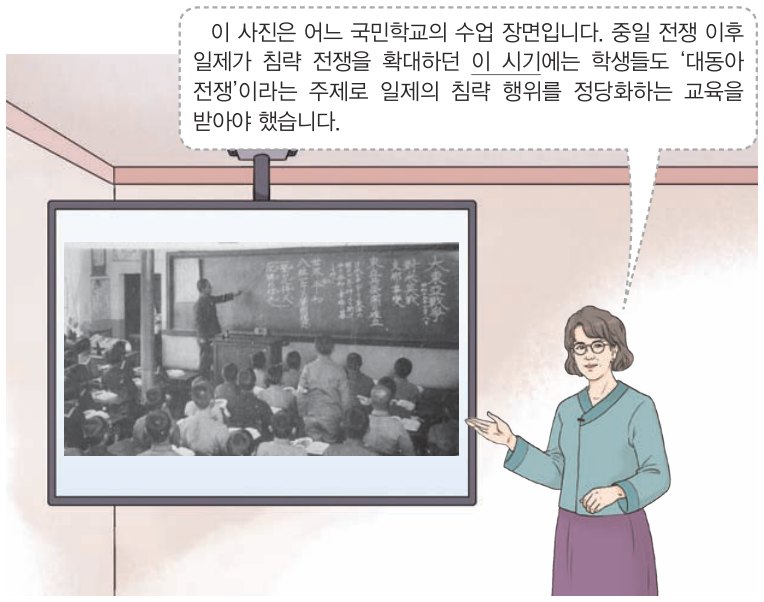 이 사진은 어느 국민학교의 수업 장면입니다. 중일 전쟁 이후
일제가 침략 전쟁을 확대하던 이 시기에는 학생들도 ‘대동아
전쟁’이라는 주제로 일제의 침략 행위를 정당화하는 교육을
받아야 했습니다.
大東亞戰爭